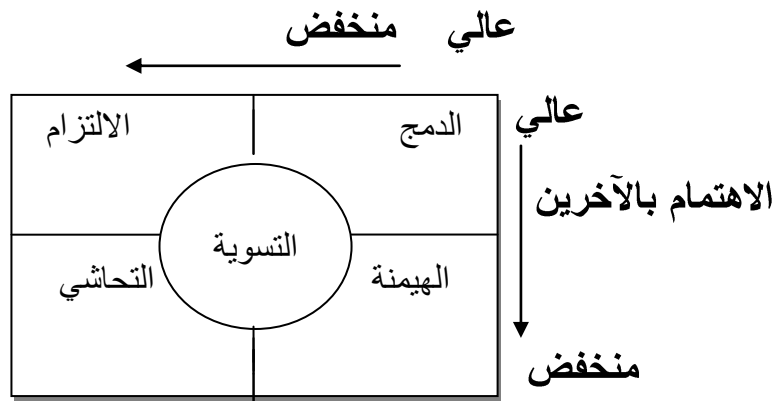 عالي منخفض
عالي
الدمج الالتزام
الاهتمام بالآخرين
التسوية
الهيمنة التحاشي
منخفض